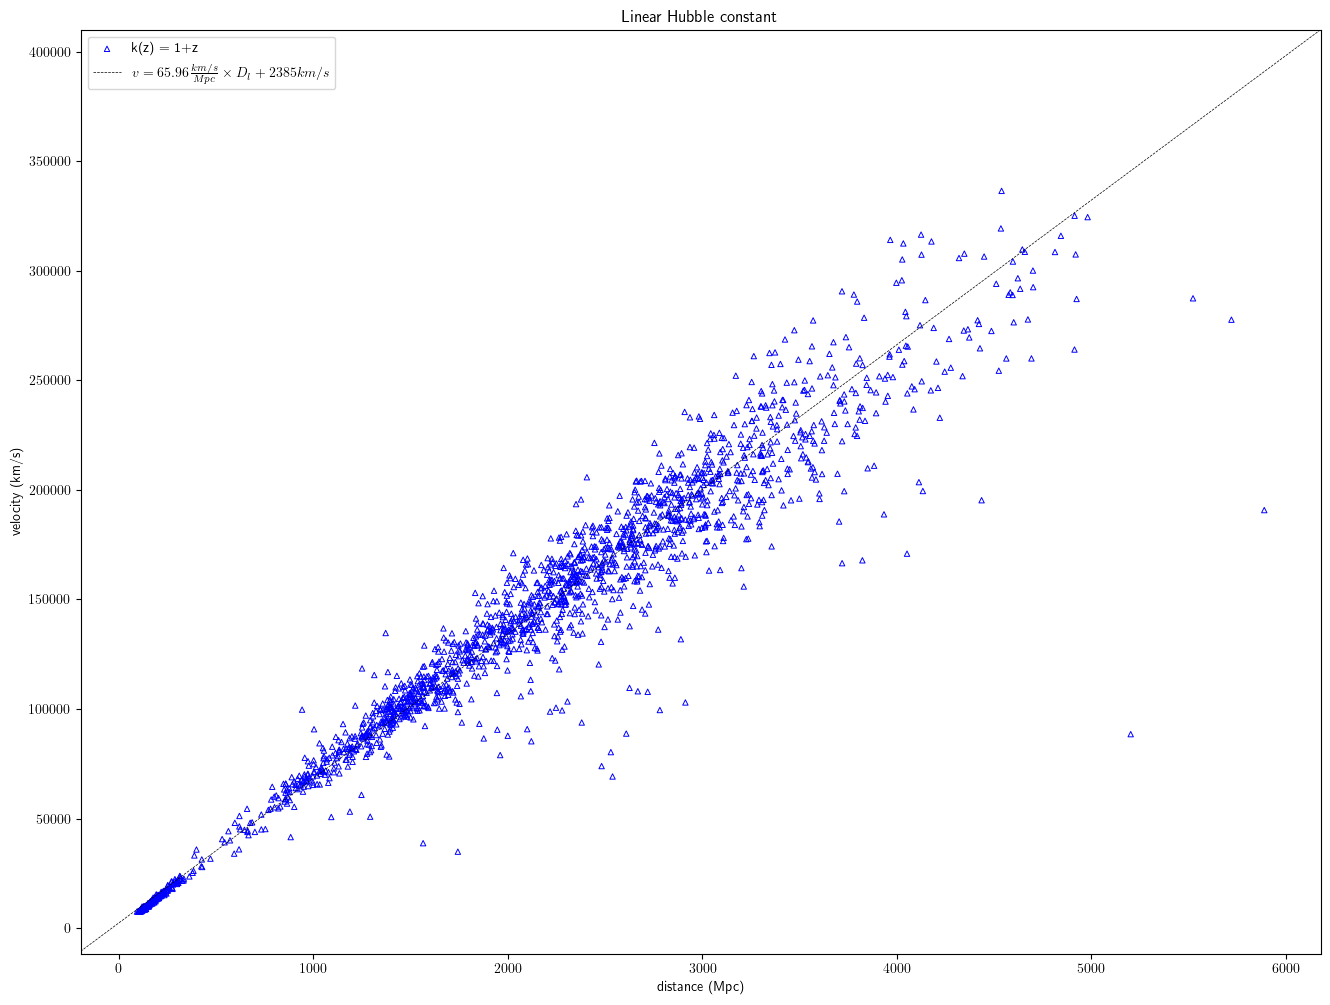 Linear Hubble constant
k(z) = 1+z
v = 65.96 km/s/Mpc × D_l + 2385km/s
400000
350000
300000
250000
200000
150000
100000
50000
0
velocity (km/s)
0 1000 2000 3000 4000 5000 6000
distance (Mpc)